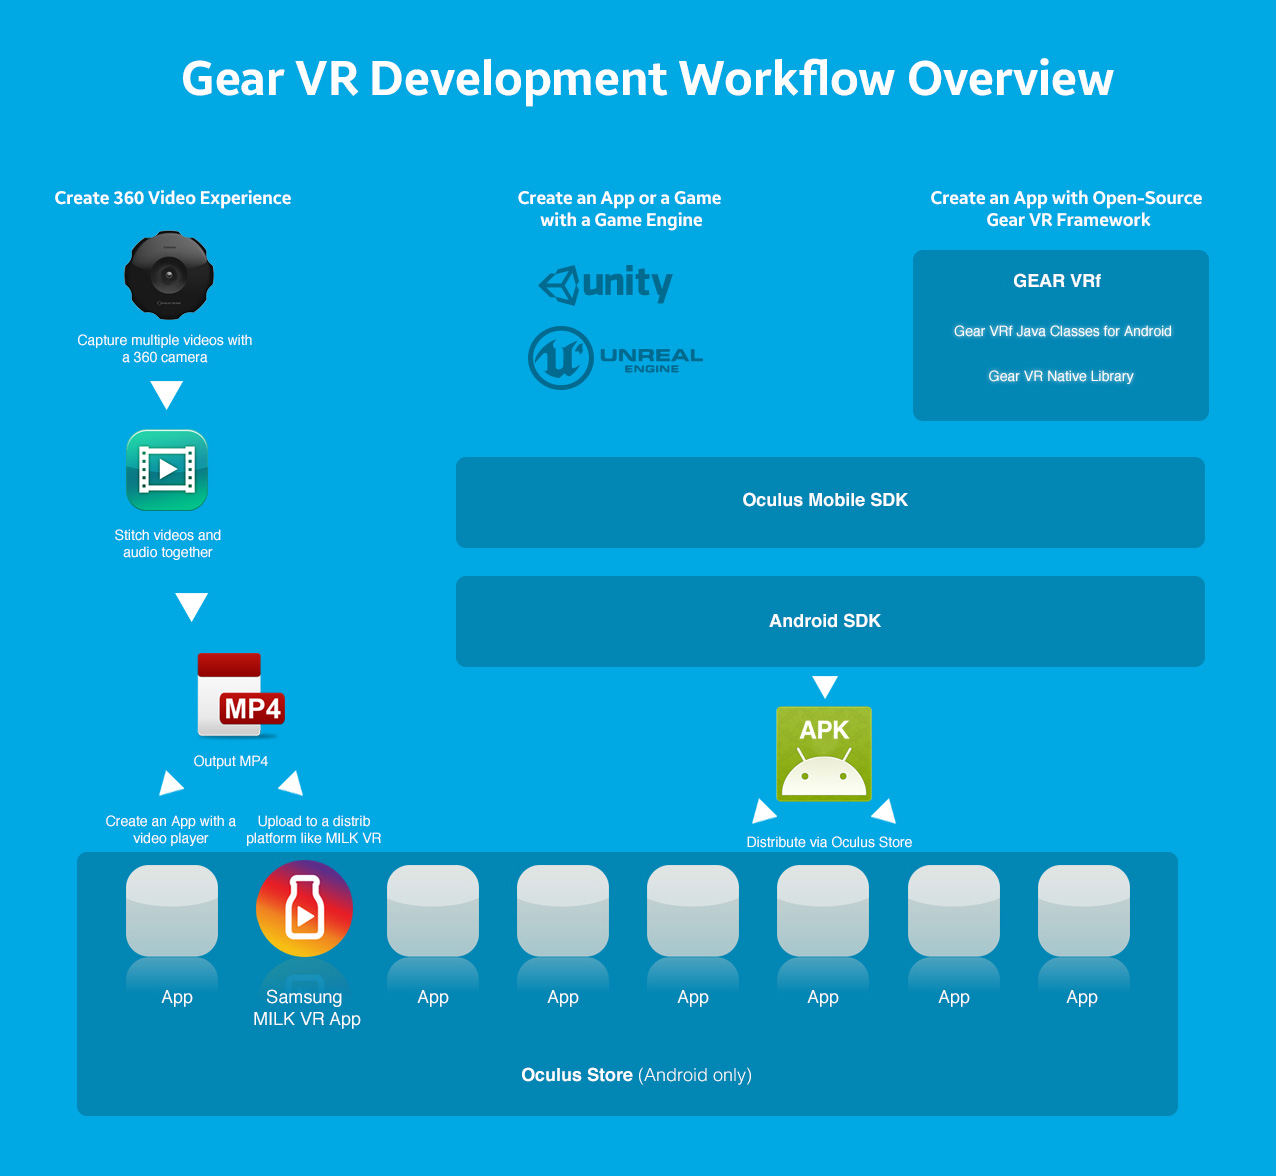 Gear VR Development Workflow Overview
Create 360 Video Experience
Capture multiple videos with
a 360 camera
Stitch videos and
audio together
MP4
Output MP4
Create an App with a
video player
Upload to a distrib
platform like MILK VR
Create an App or a Game
with a Game Engine
unity
UNREAL
ENGINE
Create an App with Open-Source
Gear VR Framework
GEAR VRf
Gear VRf Java Classes for Android
Gear VR Native Library
Oculus Mobile SDK
Android SDK
APK
Distribute via Oculus Store
App
Samsung
MILK VR App
App
App
App
App
App
App
Oculus Store (Android only)